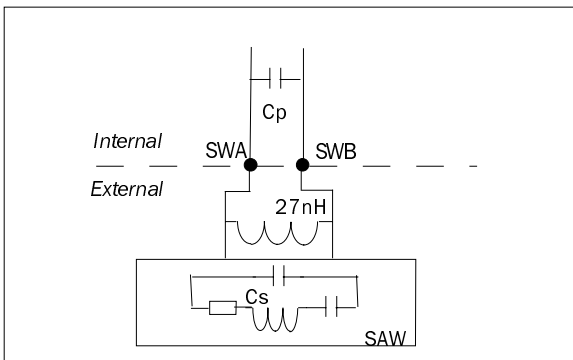 Cp
Internal
SWA SWB
External
27nH
Cs
SAW